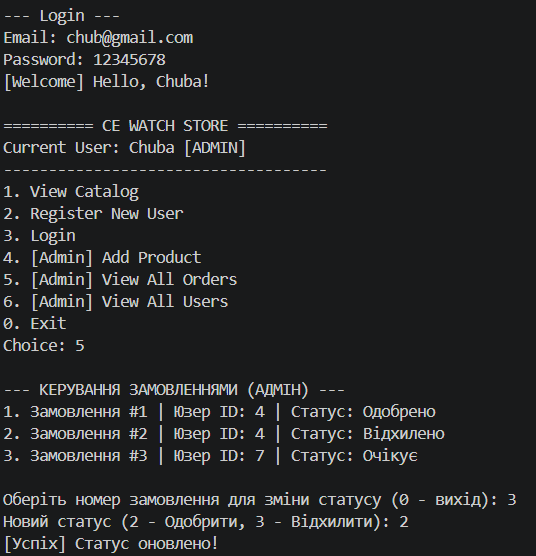 --- Login ---
Email: chub@gmail.com
Password: 12345678
[Welcome] Hello, Chuba!
========== CE WATCH STORE ==========
Current User: Chuba [ADMIN]
------------------------------------
1. View Catalog
2. Register New User
3. Login
4. [Admin] Add Product
5. [Admin] View All Orders
6. [Admin] View All Users
0. Exit
Choice: 5
--- КЕРУВАННЯ ЗАМОВЛЕННЯМИ (АДМІН) ---
1. Замовлення #1 | Юзер ID: 4 | Статус: Одобрено
2. Замовлення #2 | Юзер ID: 4 | Статус: Відхилено
3. Замовлення #3 | Юзер ID: 7 | Статус: Очікує
Оберіть номер замовлення для зміни статусу (0 - вихід): 3
Новий статус (2 - Одобрити, 3 - Відхилити): 2
[Успіх] Статус оновлено!